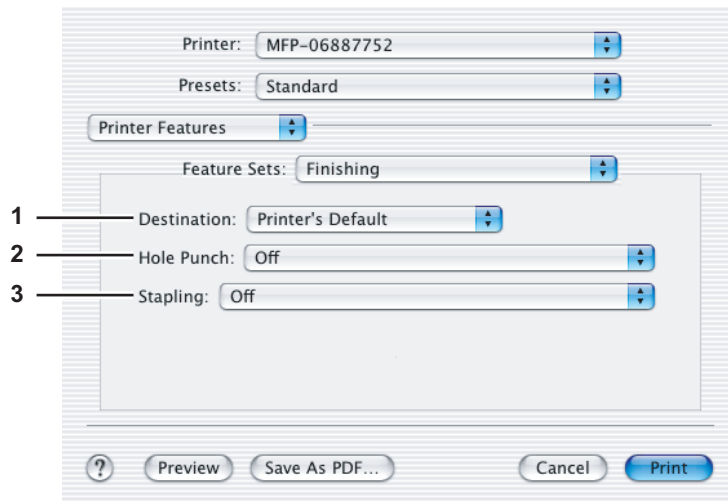 Printer: MFP-06887752
Presets: Standard
Printer Features
Feature Sets: Finishing
1 Destination: Printer's Default
2 Hole Punch: Off
3 Stapling: Off
? Preview Save As PDF... Cancel Print